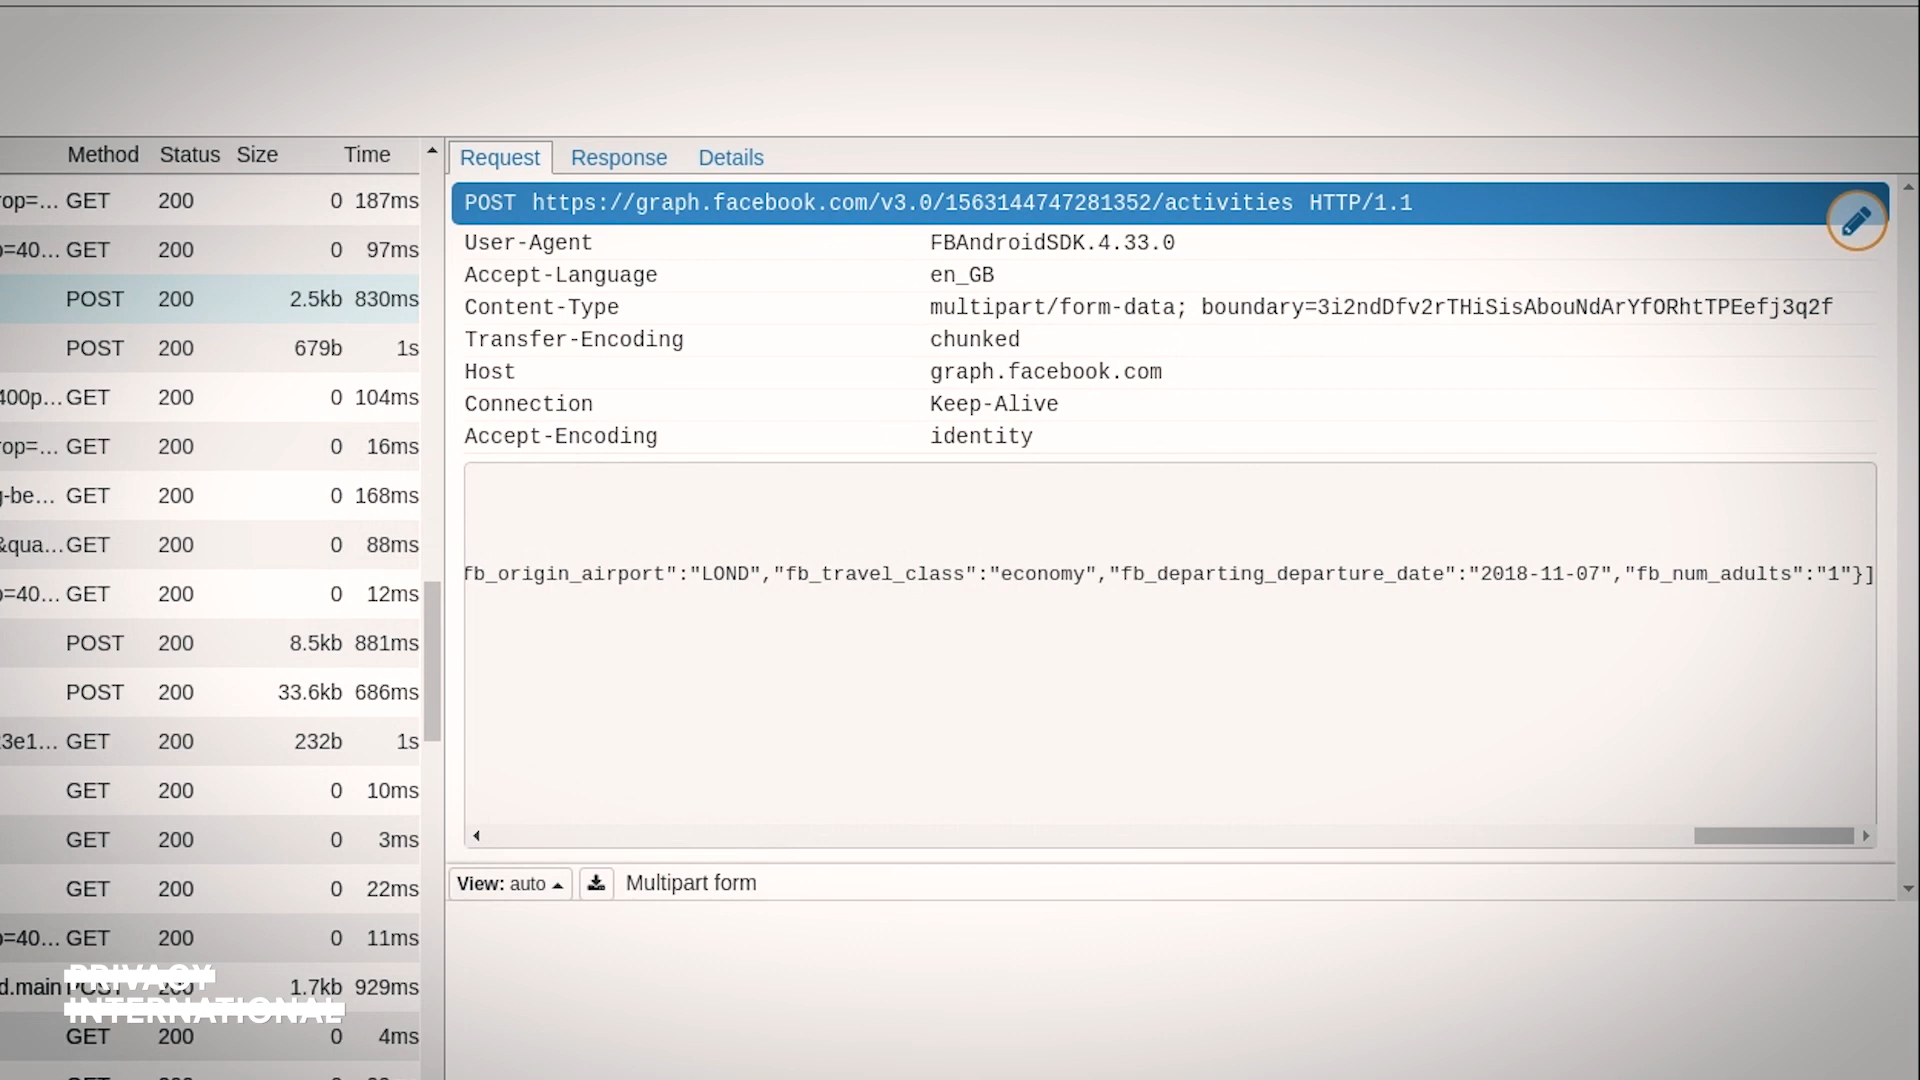 Method Status Size Time
rop=... GET 200 0 187ms
=40... GET 200 0 97ms
POST 200 2.5kb 830ms
POST 200 679b 1s
400p... GET 200 0 104ms
rop=... GET 200 0 16ms
g-be... GET 200 0 168ms
&qua... GET 200 0 88ms
=40... GET 200 0 12ms
POST 200 8.5kb 881ms
POST 200 33.6kb 686ms
3e1... GET 200 232b 1s
GET 200 0 10ms
GET 200 0 3ms
GET 200 0 22ms
=40... GET 200 0 11ms
d.main POST 200 1.7kb 929ms
GET 200 0 4ms
Request Response Details
POST https://graph.facebook.com/v3.0/1563144747281352/activities HTTP/1.1
User-Agent FBAndroidSDK.4.33.0
Accept-Language en_GB
Content-Type multipart/form-data; boundary=3i2ndDfv2rTHiSisAbouNdArYfORhtTPEefj3q2f
Transfer-Encoding chunked
Host graph.facebook.com
Connection Keep-Alive
Accept-Encoding identity
fb_origin_airport":"LOND","fb_travel_class":"economy","fb_departing_departure_date":"2018-11-07","fb_num_adults":"1"}]
View: auto Multipart form
PRIVACY
INTERNATIONAL